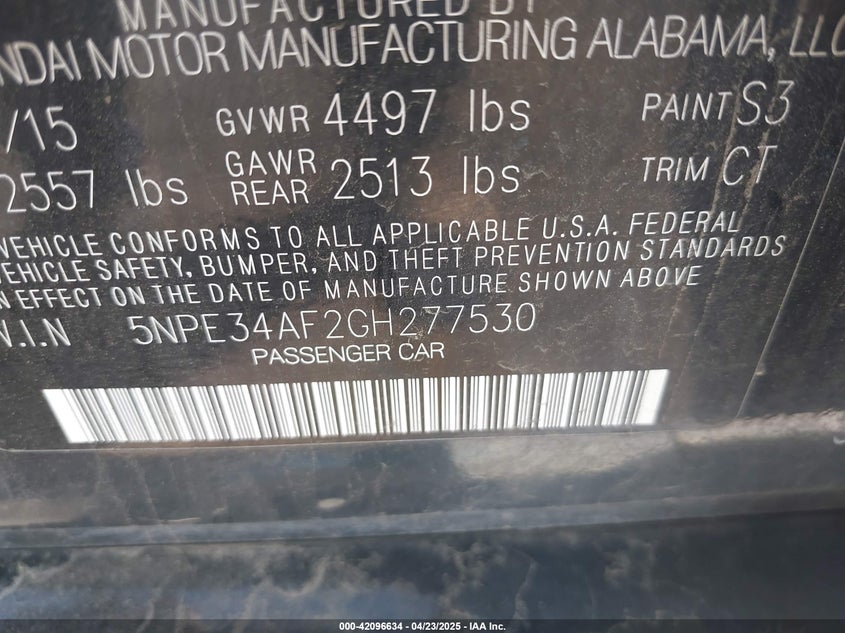 MANUFACTURED BY
NDAI MOTOR MANUFACTURING ALABAMA, LLC
/15 GVWR 4497 lbs PAINT S3
2557 lbs GAWR REAR 2513 lbs TRIM CT
VEHICLE CONFORMS TO ALL APPLICABLE U.S.A. FEDERAL
VEHICLE SAFETY, BUMPER, AND THEFT PREVENTION STANDARDS
IN EFFECT ON THE DATE OF MANUFACTURE SHOWN ABOVE
V.I.N 5NPE34AF2GH277530
PASSENGER CAR
000-42096634 - 04/23/2025 - IAA Inc.